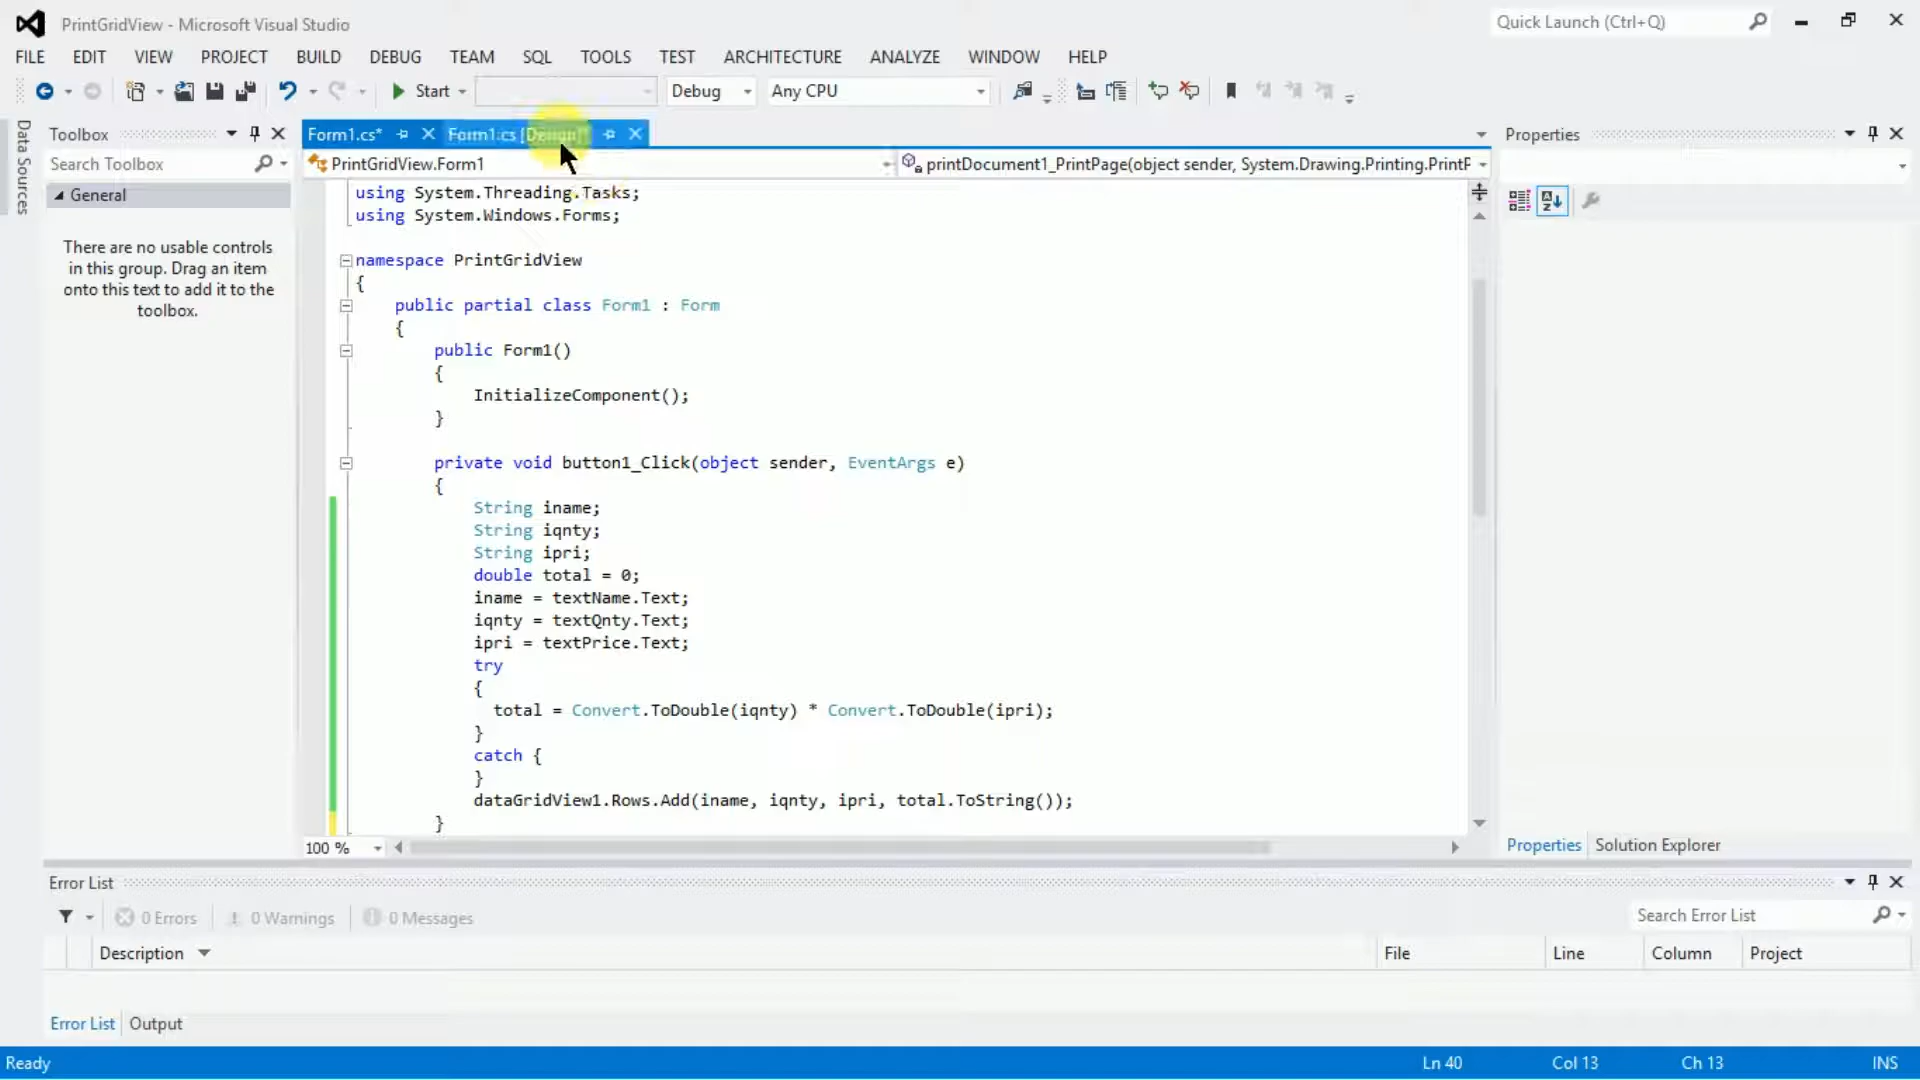 PrintGridView - Microsoft Visual Studio
Quick Launch (Ctrl+Q)
FILE EDIT VIEW PROJECT BUILD DEBUG TEAM SQL TOOLS TEST ARCHITECTURE ANALYZE WINDOW HELP
Start Debug Any CPU
Data Sources
Toolbox
Search Toolbox
General
There are no usable controls
in this group. Drag an item
onto this text to add it to the
toolbox.
Form1.cs* Form1.cs [Design]*
PrintGridView.Form1 printDocument1_PrintPage(object sender, System.Drawing.Printing.PrintP
using System.Threading.Tasks;
using System.Windows.Forms;
namespace PrintGridView
{
public partial class Form1 : Form
{
public Form1()
{
InitializeComponent();
}
private void button1_Click(object sender, EventArgs e)
{
String iname;
String iqnty;
String ipri;
double total = 0;
iname = textName.Text;
iqnty = textQnty.Text;
ipri = textPrice.Text;
try
{
total = Convert.ToDouble(iqnty) * Convert.ToDouble(ipri);
}
catch {
}
dataGridView1.Rows.Add(iname, iqnty, ipri, total.ToString());
}
100 %
Properties
Properties Solution Explorer
Error List
0 Errors 0 Warnings 0 Messages
Search Error List
Description File Line Column Project
Error List Output
Ready Ln 40 Col 13 Ch 13 INS